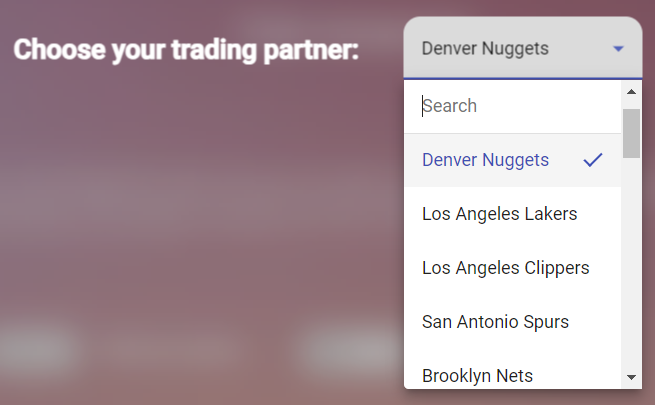 Choose your trading partner:
Denver Nuggets
Search
Denver Nuggets
Los Angeles Lakers
Los Angeles Clippers
San Antonio Spurs
Brooklyn Nets